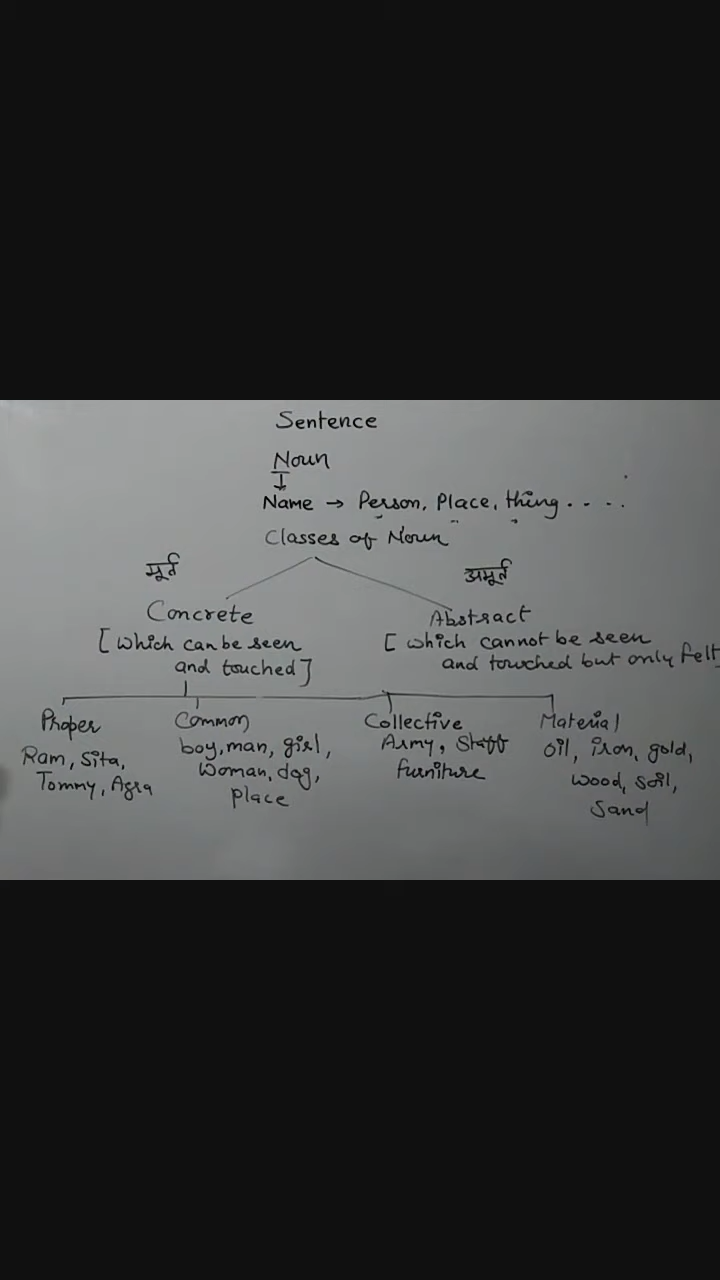 Sentence
Noun
Name → Person, Place, thing . . . .
Classes of Noun
मूर्त
अमूर्त
Concrete
[which can be seen
and touched]
Abstract
[which cannot be seen
and touched but only felt]
Proper
Ram, Sita,
Tommy, Agra
Common
boy, man, girl,
Woman, dog,
place
Collective
Army, Staff
furniture
Material
oil, iron, gold,
wood, soil,
Sand